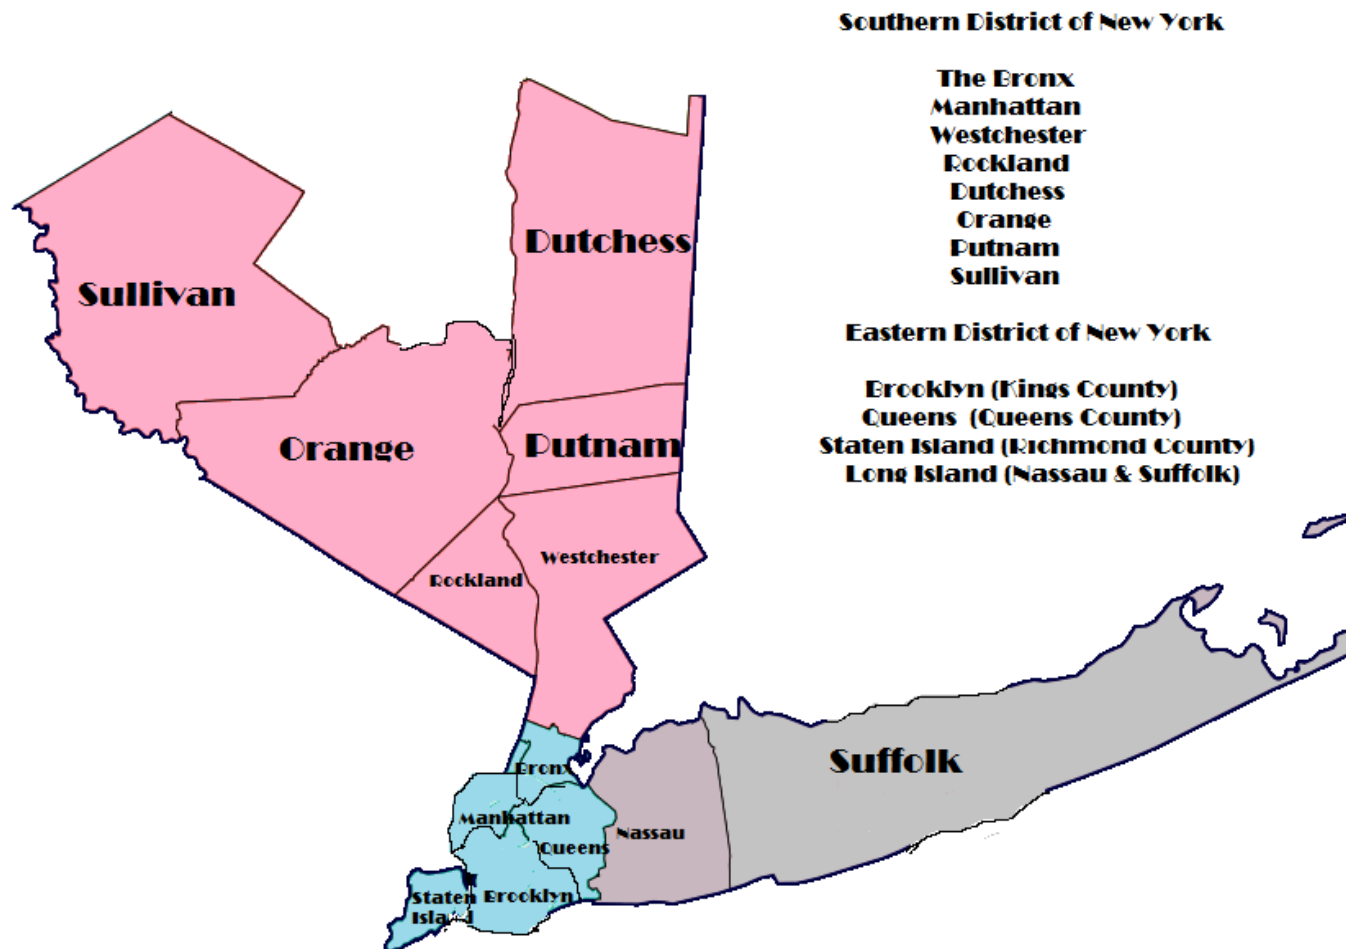 Southern District of New York
The Bronx
Manhattan
Westchester
Rockland
Dutchess
Orange
Putnam
Sullivan
Eastern District of New York
Brooklyn (Kings County)
Queens (Queens County)
Staten Island (Richmond County)
Long Island (Nassau & Suffolk)
Dutchess
Sullivan
Orange
Putnam
Westchester
Rockland
Suffolk
Bronx
Manhattan
Nassau
Queens
Staten
Island
Brooklyn